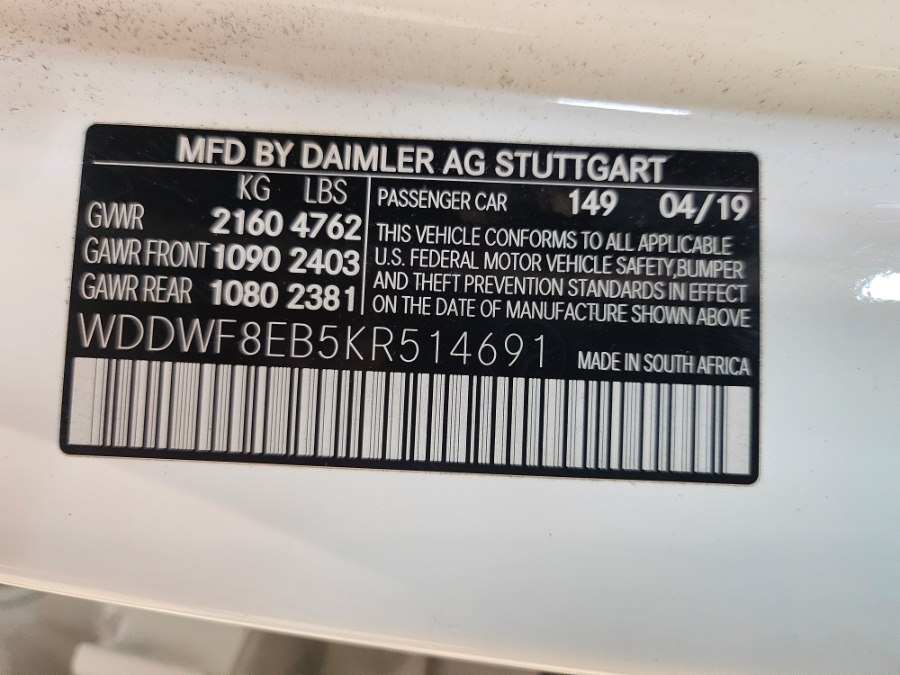 MFD BY DAIMLER AG STUTTGART
KG LBS
GVWR 2160 4762
GAWR FRONT 1090 2403
GAWR REAR 1080 2381
PASSENGER CAR 149 04/19
THIS VEHICLE CONFORMS TO ALL APPLICABLE
U.S. FEDERAL MOTOR VEHICLE SAFETY,BUMPER
AND THEFT PREVENTION STANDARDS IN EFFECT
ON THE DATE OF MANUFACTURE SHOWN ABOVE
WDDWF8EB5KR514691
MADE IN SOUTH AFRICA